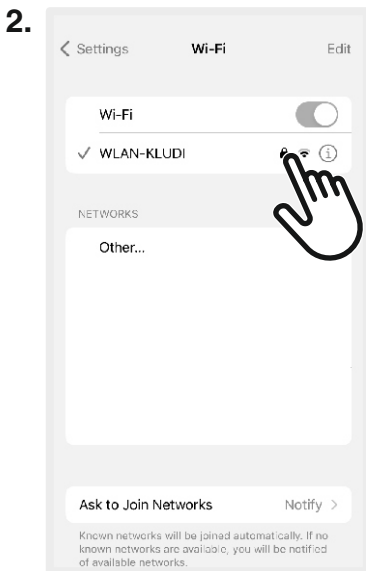 2.
Settings Wi-Fi Edit
Wi-Fi
WLAN-KLUDI
NETWORKS
Other...
Ask to Join Networks Notify
Known networks will be joined automatically. If no
known networks are available, you will be notified
of available networks.